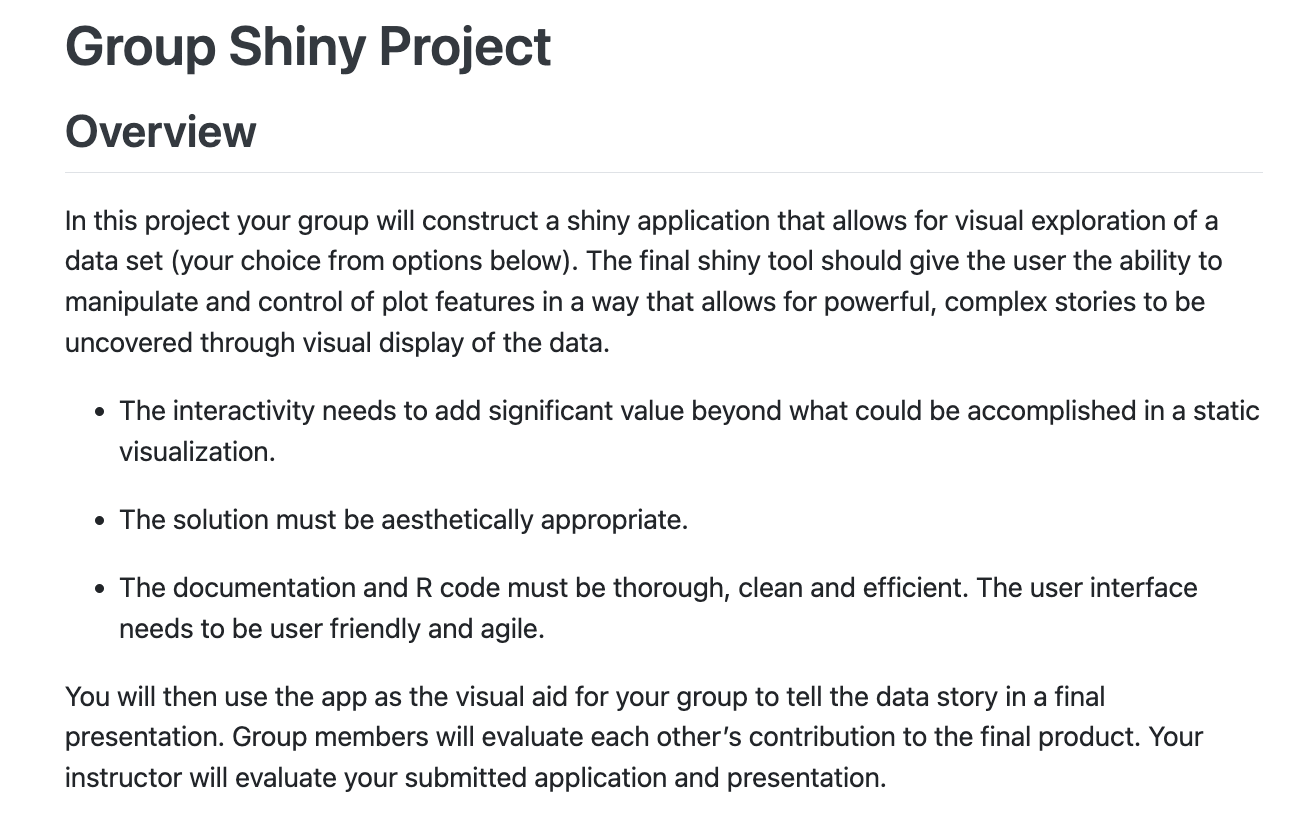 Group Shiny Project
Overview
In this project your group will construct a shiny application that allows for visual exploration of a
data set (your choice from options below). The final shiny tool should give the user the ability to
manipulate and control of plot features in a way that allows for powerful, complex stories to be
uncovered through visual display of the data.
• The interactivity needs to add significant value beyond what could be accomplished in a static
visualization.
• The solution must be aesthetically appropriate.
• The documentation and R code must be thorough, clean and efficient. The user interface
needs to be user friendly and agile.
You will then use the app as the visual aid for your group to tell the data story in a final
presentation. Group members will evaluate each other’s contribution to the final product. Your
instructor will evaluate your submitted application and presentation.